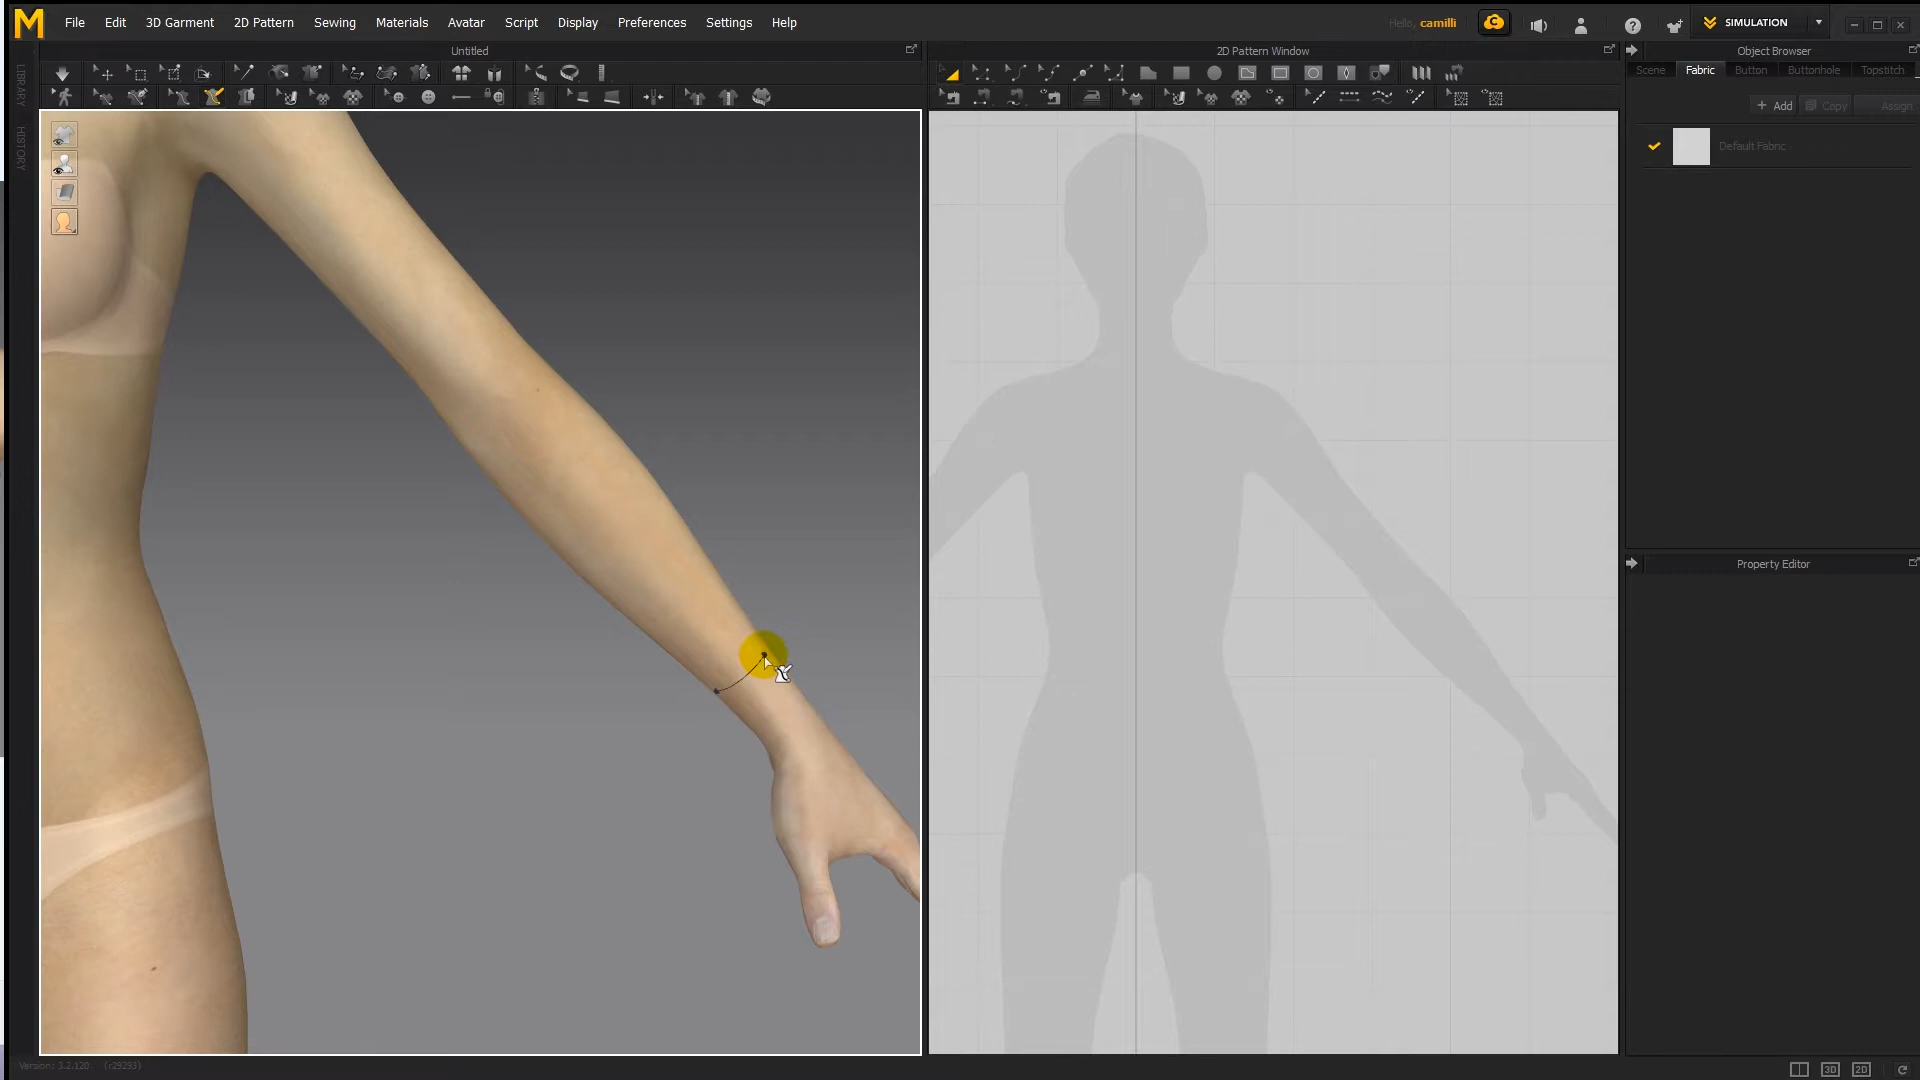 M File Edit 3D Garment 2D Pattern Sewing Materials Avatar Script Display Preferences Settings Help Hello, camilli C SIMULATION
Untitled 2D Pattern Window Object Browser
Scene Fabric Button Buttonhole Topstitch
LIBRARY
HISTORY
+ Add Copy Assign
Default Fabric
Property Editor
Version: 3.2.120 (r29293)
3D 2D